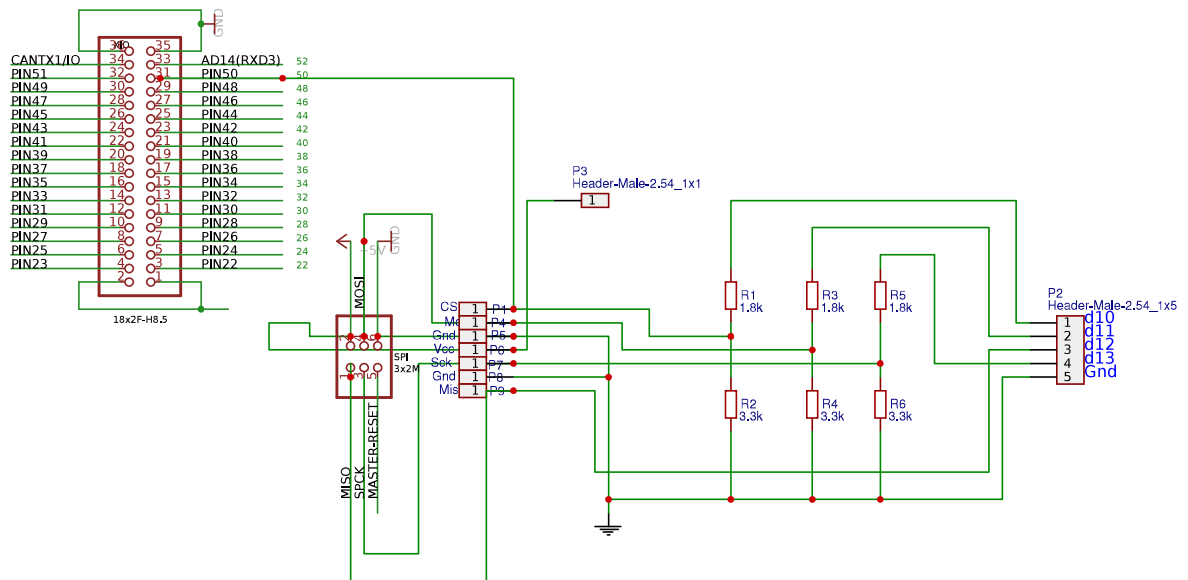 GND
XIO
36 35
CANTX1/IO 34 33 AD14(RXD3) 52
PIN51 32 31 PIN50 50
PIN49 30 29 PIN48 48
PIN47 28 27 PIN46 46
PIN45 26 25 PIN44 44
PIN43 24 23 PIN42 42
PIN41 22 21 PIN40 40
PIN39 20 19 PIN38 38
PIN37 18 17 PIN36 36
PIN35 16 15 PIN34 34
PIN33 14 13 PIN32 32
PIN31 12 11 PIN30 30
PIN29 10 9 PIN28 28
PIN27 8 7 PIN26 26
PIN25 6 5 PIN24 24
PIN23 4 3 PIN22 22
2 1
18x2F-H8.5
P3
Header-Male-2.54_1x1
1
+5V
GND
MOSI
2 4 6
1 3 5
SPI
3x2M
MISO
SPCK
MASTER-RESET
CS 1 P1
Mo 1 P4
Gnd 1 P5
Vcc 1 P6
Sck 1 P7
Gnd 1 P8
Mis 1 P9
R1
1.8k
R3
1.8k
R5
1.8k
R2
3.3k
R4
3.3k
R6
3.3k
P2
Header-Male-2.54_1x5
1 d10
2 d11
3 d12
4 d13
5 Gnd